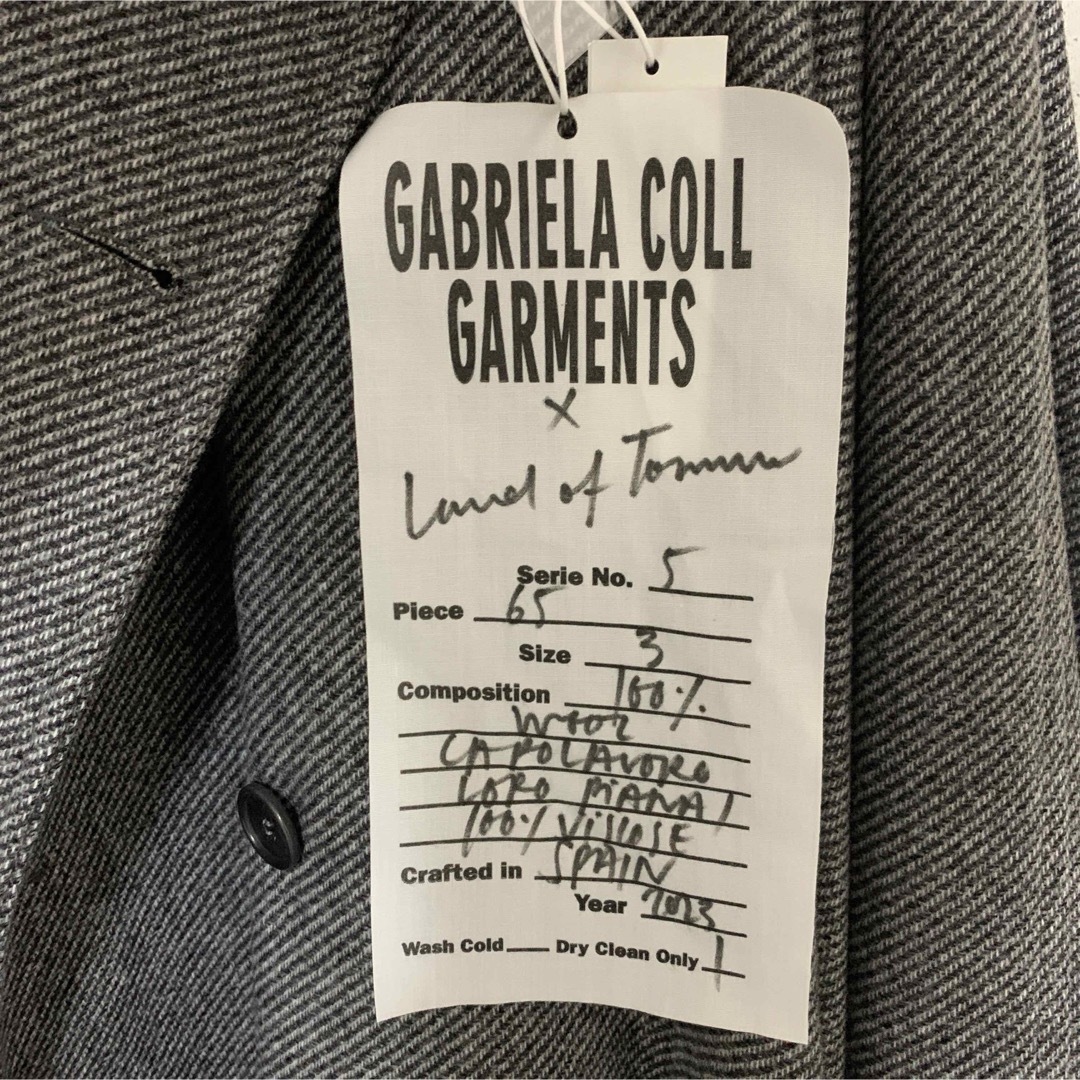 GABRIELA COLL
GARMENTS
X
Land of
Serie No. 5
Piece 65
Size 3
Composition 100%
WOOL
CAPOLAVORO
LORO PIANA /
100% VISCOSE
Crafted in SPAIN
Year 2023
Wash Cold Dry Clean Only /